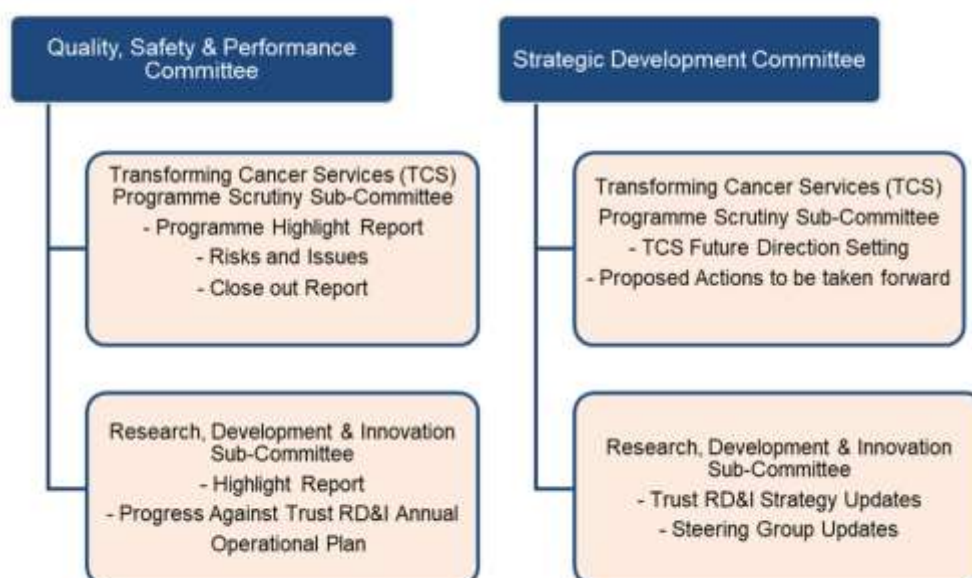 Quality, Safety & Performance
Committee
Transforming Cancer Services (TCS)
Programme Scrutiny Sub-Committee
- Programme Highlight Report
- Risks and Issues
- Close out Report
Research, Development & Innovation
Sub-Committee
- Highlight Report
- Progress Against Trust RD&I Annual
Operational Plan
Strategic Development Committee
Transforming Cancer Services (TCS)
Programme Scrutiny Sub-Committee
- TCS Future Direction Setting
- Proposed Actions to be taken forward
Research, Development & Innovation
Sub-Committee
- Trust RD&I Strategy Updates
- Steering Group Updates